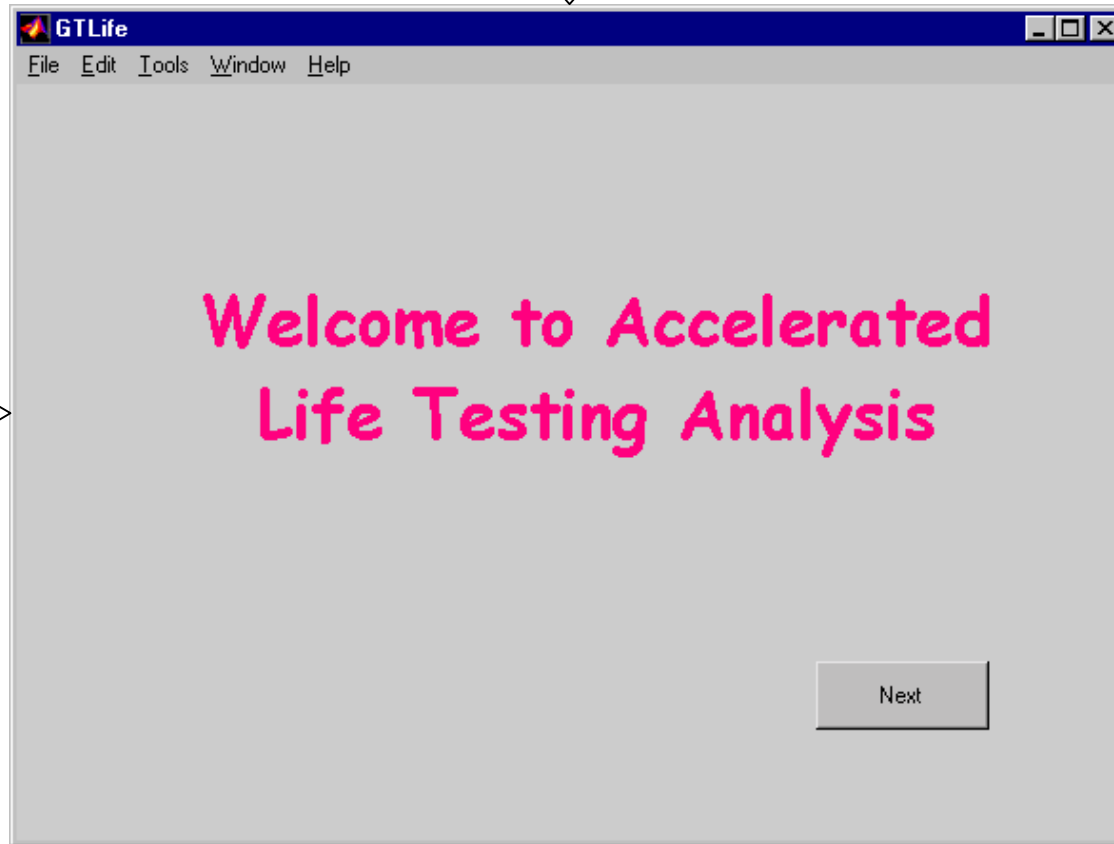 GTLife
File Edit Tools Window Help
Welcome to Accelerated
Life Testing Analysis
Next